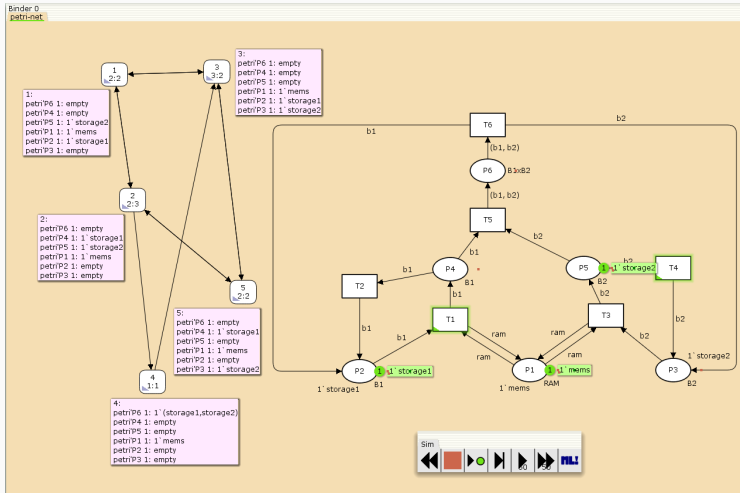 Binder 0
petri-net
1
2:2
3
3:2
3:
petri'P6 1: empty
petri'P4 1: empty
petri'P5 1: empty
petri'P1 1: 1`mems
petri'P2 1: 1`storage1
petri'P3 1: 1`storage2
1:
petri'P6 1: empty
petri'P4 1: empty
petri'P5 1: 1`storage2
petri'P1 1: 1`mems
petri'P2 1: 1`storage1
petri'P3 1: empty
2
2:3
2:
petri'P6 1: empty
petri'P4 1: 1`storage1
petri'P5 1: 1`storage2
petri'P1 1: 1`mems
petri'P2 1: empty
petri'P3 1: empty
5
2:2
5:
petri'P6 1: empty
petri'P4 1: 1`storage1
petri'P5 1: empty
petri'P1 1: 1`mems
petri'P2 1: empty
petri'P3 1: 1`storage2
4
1:1
4:
petri'P6 1: 1`(storage1,storage2)
petri'P4 1: empty
petri'P5 1: empty
petri'P1 1: 1`mems
petri'P2 1: empty
petri'P3 1: empty
b1
T6
b2
(b1, b2)
P6
B1xB2
(b1, b2)
T5
b1
b2
P4
B1
P5
B2
1
1`storage2
b2
T4
b1
T2
b1
b2
T1
T3
b1
b1
ram
ram
ram
ram
b2
b2
P2
1
1`storage1
1`storage1
B1
P1
1
1`mems
1`mems
RAM
1`storage2
P3
B2
Sim
50
50
ML!